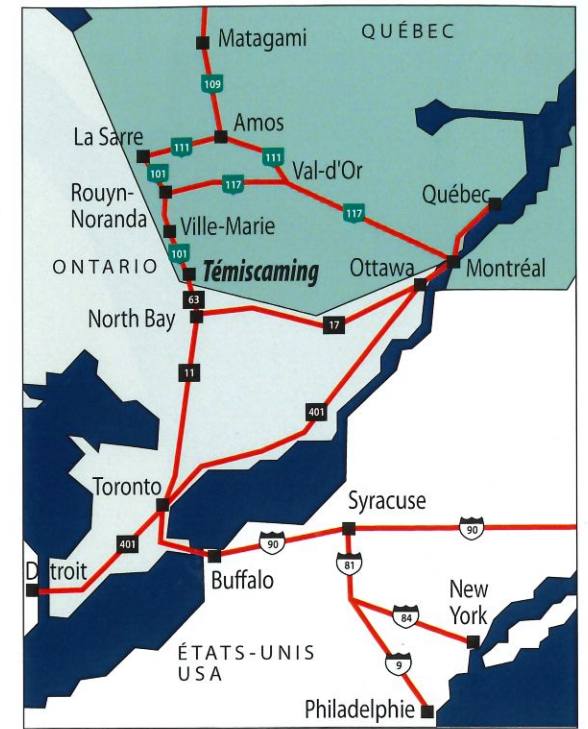 Matagami
QUÉBEC
109
La Sarre
111
Amos
111
101
Val-d'Or
Rouyn-
Noranda
117
Québec
117
Ville-Marie
101
ONTARIO
Témiscaming
Ottawa
Montréal
63
North Bay
17
11
401
Toronto
Syracuse
401
90
90
Detroit
Buffalo
81
New
York
84
ÉTATS-UNIS
USA
9
Philadelphie